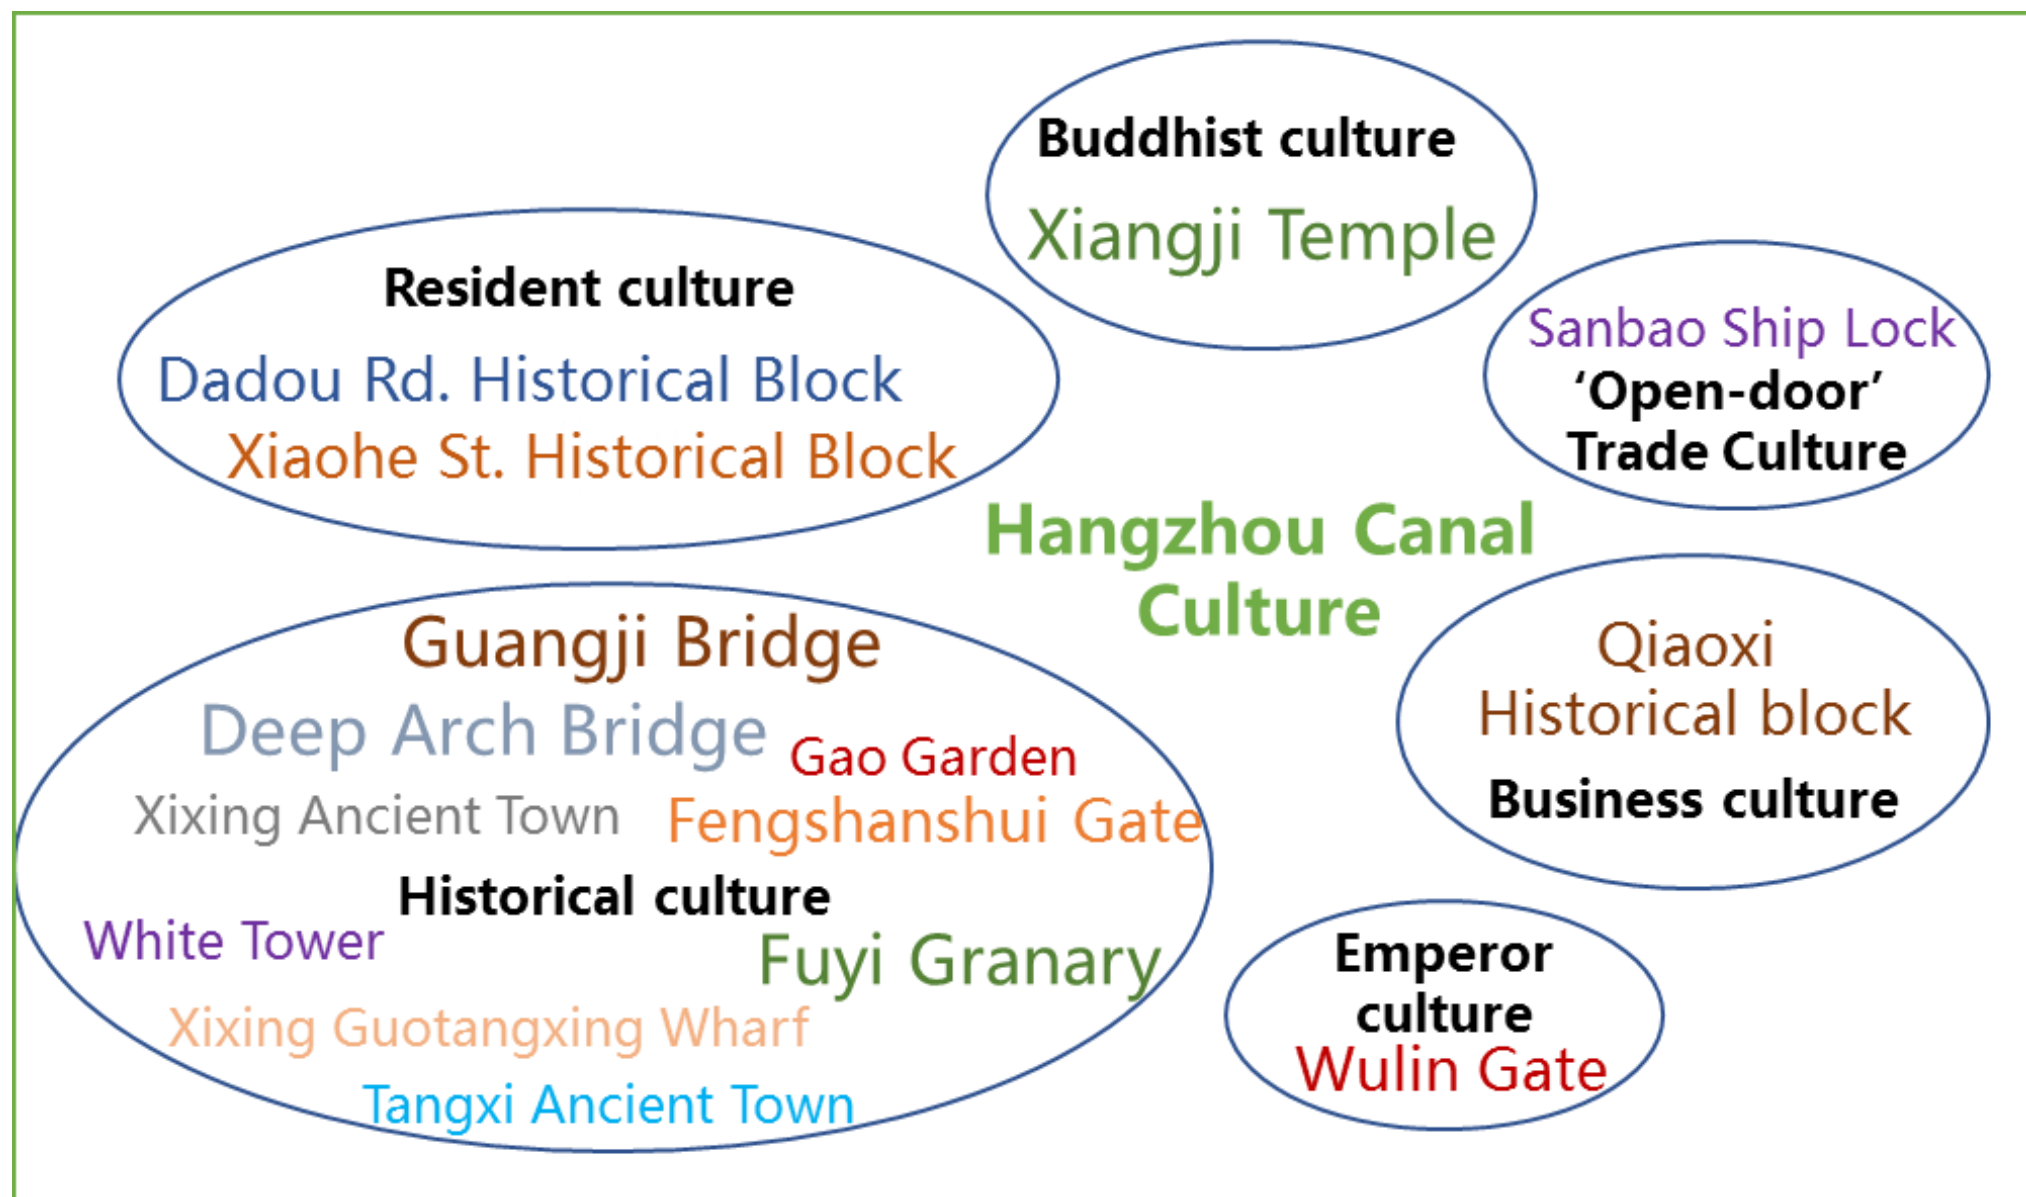 Buddhist culture
Xiangji Temple
Resident culture
Dadou Rd. Historical Block
Xiaohe St. Historical Block
Sanbao Ship Lock
‘Open-door’
Trade Culture
Hangzhou Canal
Culture
Guangji Bridge
Deep Arch Bridge
Gao Garden
Xixing Ancient Town
Fengshanshui Gate
Historical culture
White Tower
Fuyi Granary
Xixing Guotangxing Wharf
Tangxi Ancient Town
Qiaoxi
Historical block
Business culture
Emperor
culture
Wulin Gate